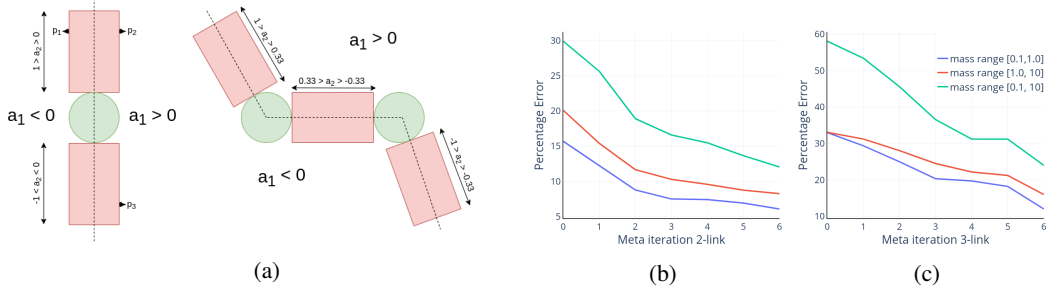 1 > a₂ > 0
p₁
p₂
a₁ < 0
a₁ > 0
-1 < a₂ < 0
p₃
1 > a₂ > 0.33
a₁ > 0
0.33 > a₂ > -0.33
-1 > a₂ > -0.33
a₁ < 0
(a)
Percentage Error
30
25
20
15
10
5
0 1 2 3 4 5 6
Meta iteration 2-link
(b)
Percentage Error
60
50
40
30
20
10
mass range [0.1,1.0]
mass range [1.0, 10]
mass range [0.1, 10]
0 1 2 3 4 5 6
Meta iteration 3-link
(c)